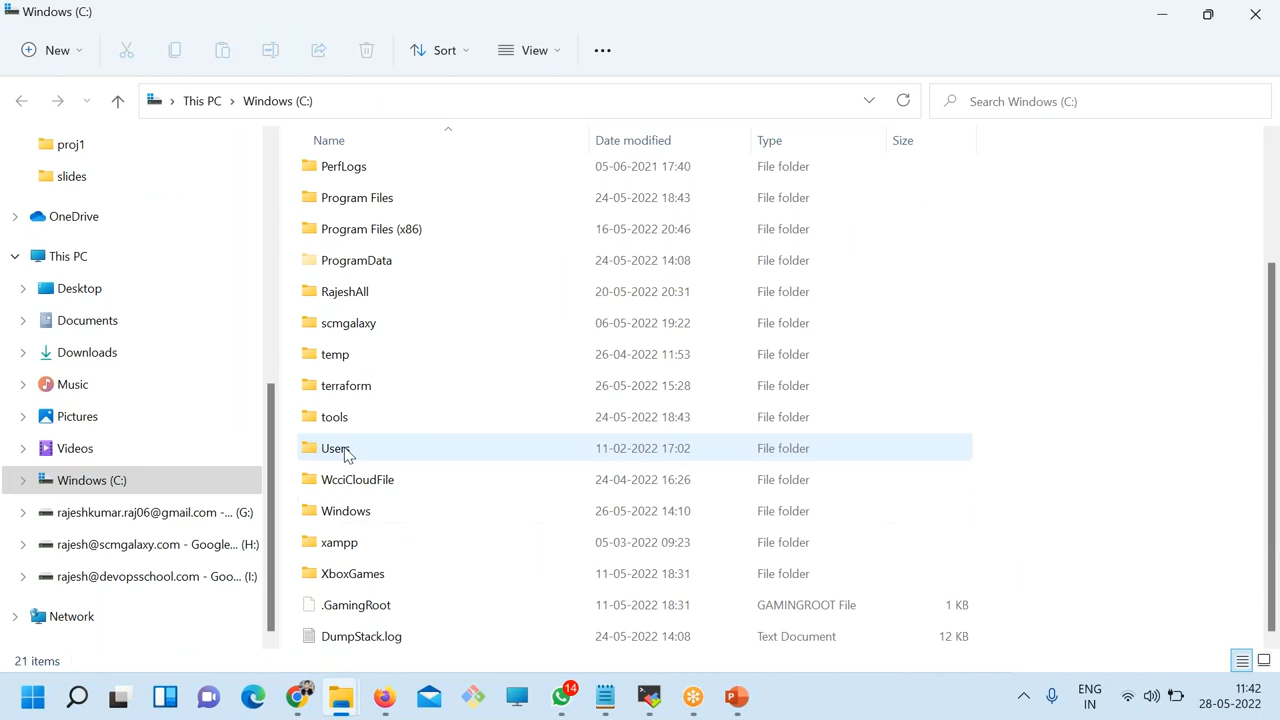 Windows (C:)
New
Sort
View
This PC > Windows (C:)
Search Windows (C:)
proj1
slides
OneDrive
This PC
Desktop
Documents
Downloads
Music
Pictures
Videos
Windows (C:)
rajeshkumar.raj06@gmail.com -... (G:)
rajesh@scmgalaxy.com - Google... (H:)
rajesh@devopsschool.com - Goo... (I:)
Network
Name Date modified Type Size
PerfLogs 05-06-2021 17:40 File folder
Program Files 24-05-2022 18:43 File folder
Program Files (x86) 16-05-2022 20:46 File folder
ProgramData 24-05-2022 14:08 File folder
RajeshAll 20-05-2022 20:31 File folder
scmgalaxy 06-05-2022 19:22 File folder
temp 26-04-2022 11:53 File folder
terraform 26-05-2022 15:28 File folder
tools 24-05-2022 18:43 File folder
Users 11-02-2022 17:02 File folder
WcciCloudFile 24-04-2022 16:26 File folder
Windows 26-05-2022 14:10 File folder
xampp 05-03-2022 09:23 File folder
XboxGames 11-05-2022 18:31 File folder
.GamingRoot 11-05-2022 18:31 GAMINGROOT File 1 KB
DumpStack.log 24-05-2022 14:08 Text Document 12 KB
21 items
14
ENG
IN
11:42
28-05-2022